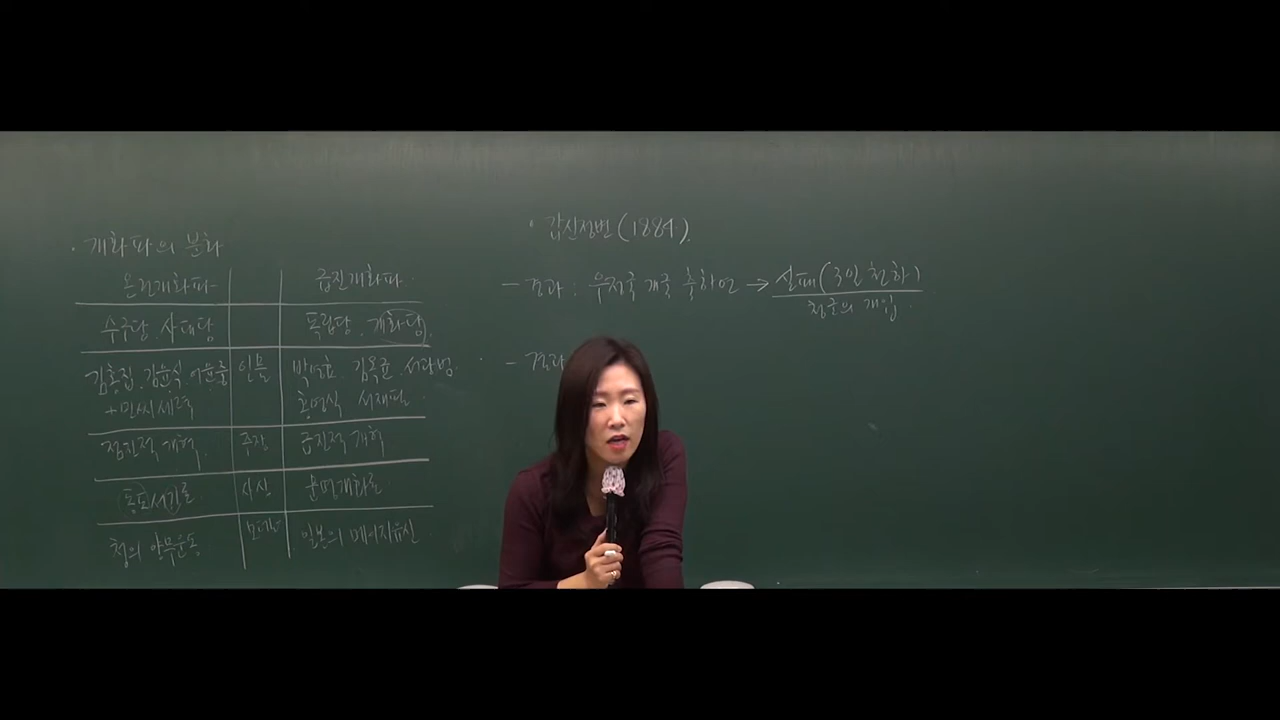 · 개화파의 분화
온건개화파 급진개화파
수구당. 사대당 독립당. 개화당.
김홍집. 김윤식. 어윤중 인물 박영효 김옥균. 서광범.
+ 민씨세력 홍영식 서재필.
점진적 개혁. 주장 급진적 개혁
동도서기론 사상 문명개화론
청의 양무운동 모델 일본의 메이지유신
· 갑신정변(1884).
- 경과 : 우정국 개국 축하연 → 실패(3일 천하)
청군의 개입